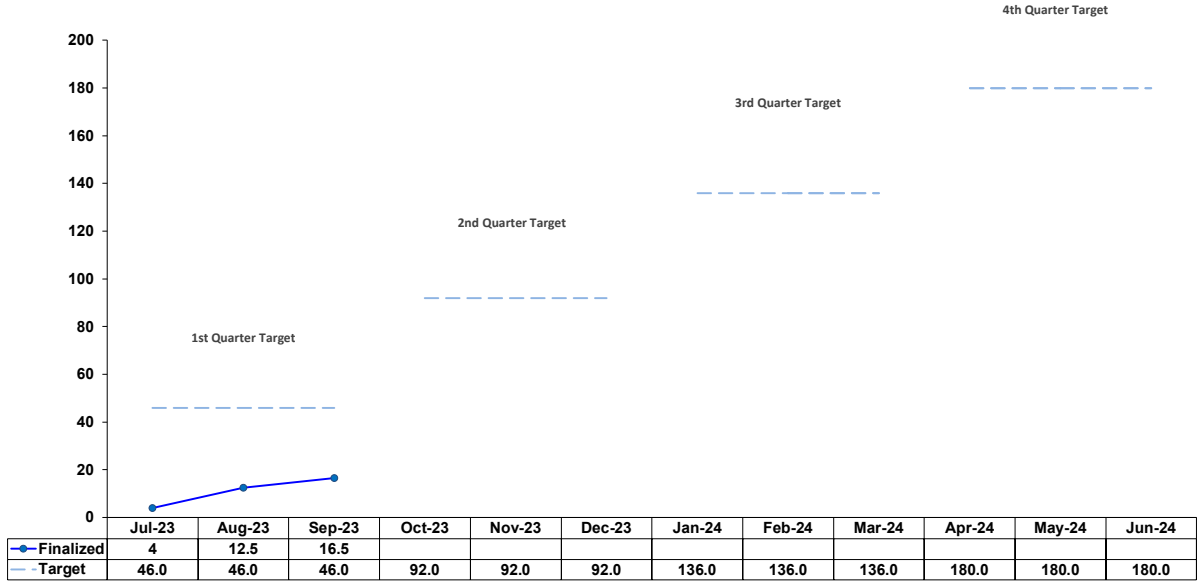 4th Quarter Target
200
180
3rd Quarter Target
160
140
120
2nd Quarter Target
100
80
1st Quarter Target
60
40
20
0
Jul-23 Aug-23 Sep-23 Oct-23 Nov-23 Dec-23 Jan-24 Feb-24 Mar-24 Apr-24 May-24 Jun-24
Finalized 4 12.5 16.5
Target 46.0 46.0 46.0 92.0 92.0 92.0 136.0 136.0 136.0 180.0 180.0 180.0